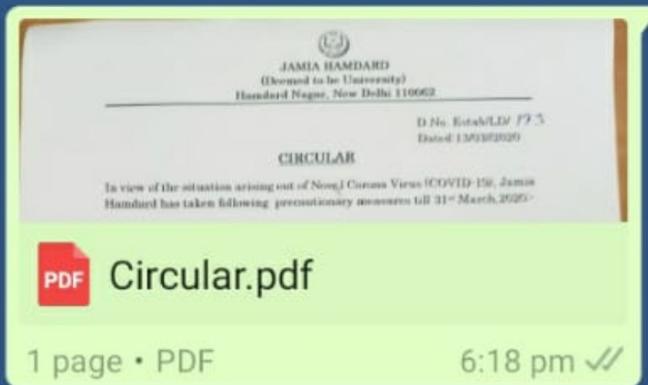 JAMIA HAMDARD
(Deemed to be University)
Hamdard Nagar, New Delhi 110062
D.No. Estab/LD/ 193
Dated 13/03/2020
CIRCULAR
In view of the situation arising out of Novel Corona Virus (COVID-19), Jamia
Hamdard has taken following precautionary measures till 31st March, 2020:-
PDF
Circular.pdf
1 page • PDF
6:18 pm